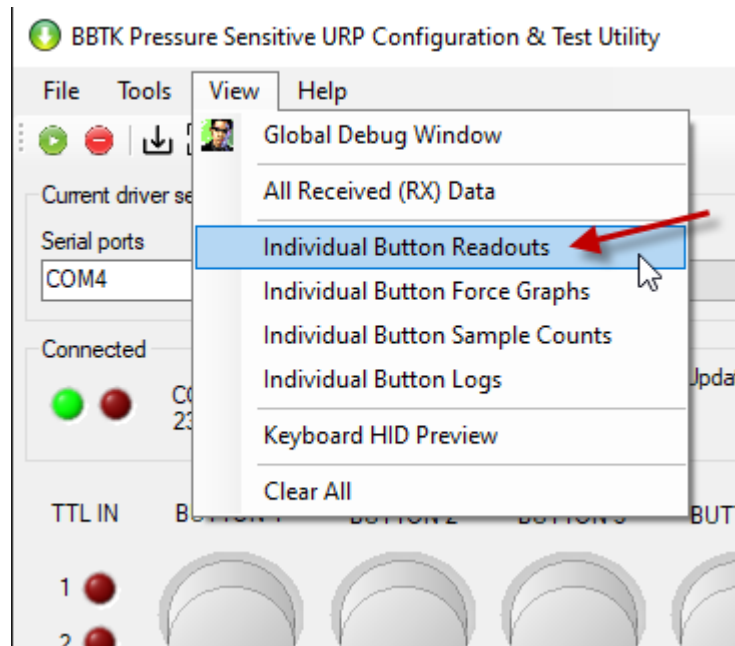 BBTK Pressure Sensitive URP Configuration & Test Utility
File Tools View Help
Global Debug Window
All Received (RX) Data
Individual Button Readouts
Individual Button Force Graphs
Individual Button Sample Counts
Individual Button Logs
Keyboard HID Preview
Clear All
Current driver se
Serial ports
COM4
Connected
TTL IN
1
2